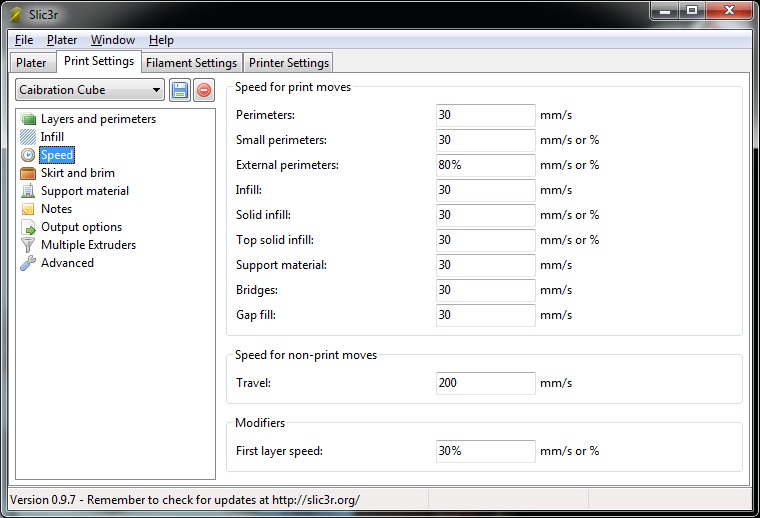 Slic3r
File Plater Window Help
Plater Print Settings Filament Settings Printer Settings
Caibration Cube
Layers and perimeters
Infill
Speed
Skirt and brim
Support material
Notes
Output options
Multiple Extruders
Advanced
Speed for print moves
Perimeters: 30 mm/s
Small perimeters: 30 mm/s or %
External perimeters: 80% mm/s or %
Infill: 30 mm/s
Solid infill: 30 mm/s or %
Top solid infill: 30 mm/s or %
Support material: 30 mm/s
Bridges: 30 mm/s
Gap fill: 30 mm/s
Speed for non-print moves
Travel: 200 mm/s
Modifiers
First layer speed: 30% mm/s or %
Version 0.9.7 - Remember to check for updates at http://slic3r.org/